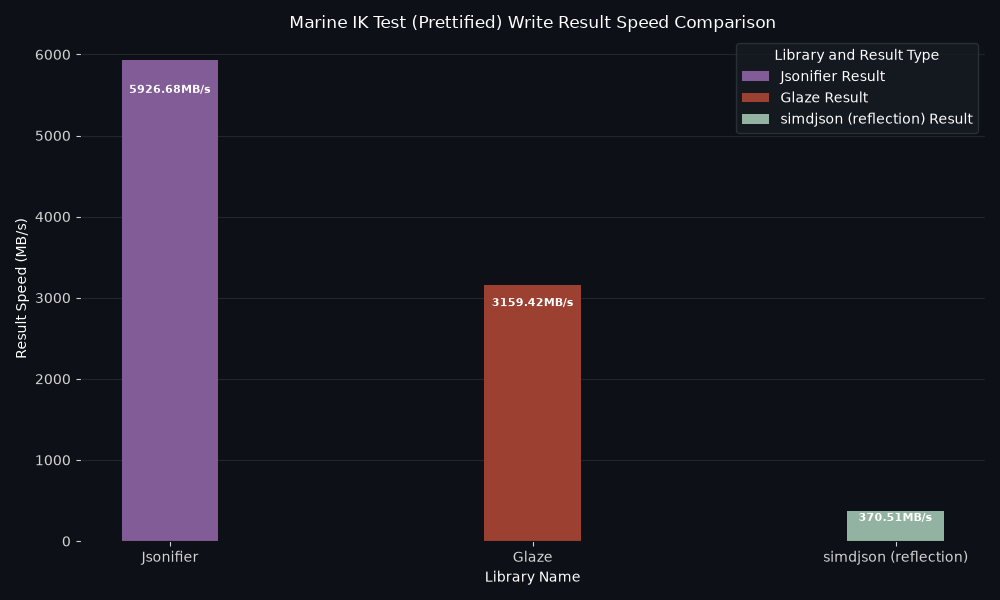 Marine IK Test (Prettified) Write Result Speed Comparison
Library and Result Type
Jsonifier Result
Glaze Result
simdjson (reflection) Result
Result Speed (MB/s)
6000
5000
4000
3000
2000
1000
0
5926.68MB/s
3159.42MB/s
370.51MB/s
Jsonifier
Glaze
simdjson (reflection)
Library Name